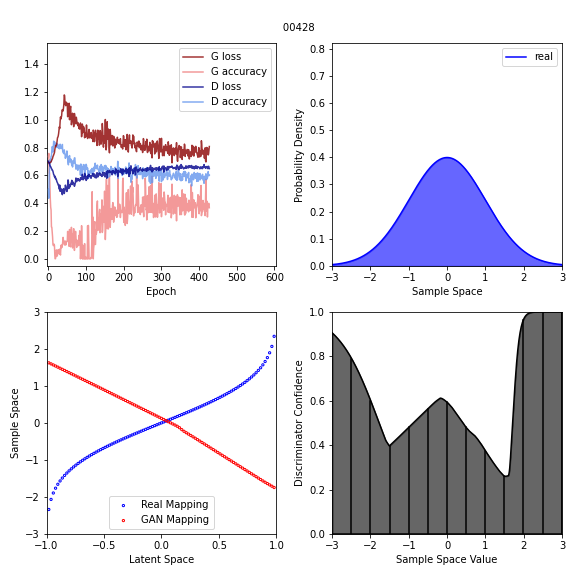 00428
1.4
1.2
1.0
0.8
0.6
0.4
0.2
0.0
0 100 200 300 400 500 600
Epoch
G loss
G accuracy
D loss
D accuracy
0.8
0.7
0.6
0.5
0.4
0.3
0.2
0.1
0.0
−3 −2 −1 0 1 2 3
Sample Space
Probability Density
real
3
2
1
0
−1
−2
−3
−1.0 −0.5 0.0 0.5 1.0
Latent Space
Sample Space
Real Mapping
GAN Mapping
1.0
0.8
0.6
0.4
0.2
0.0
−3 −2 −1 0 1 2 3
Sample Space Value
Discriminator Confidence